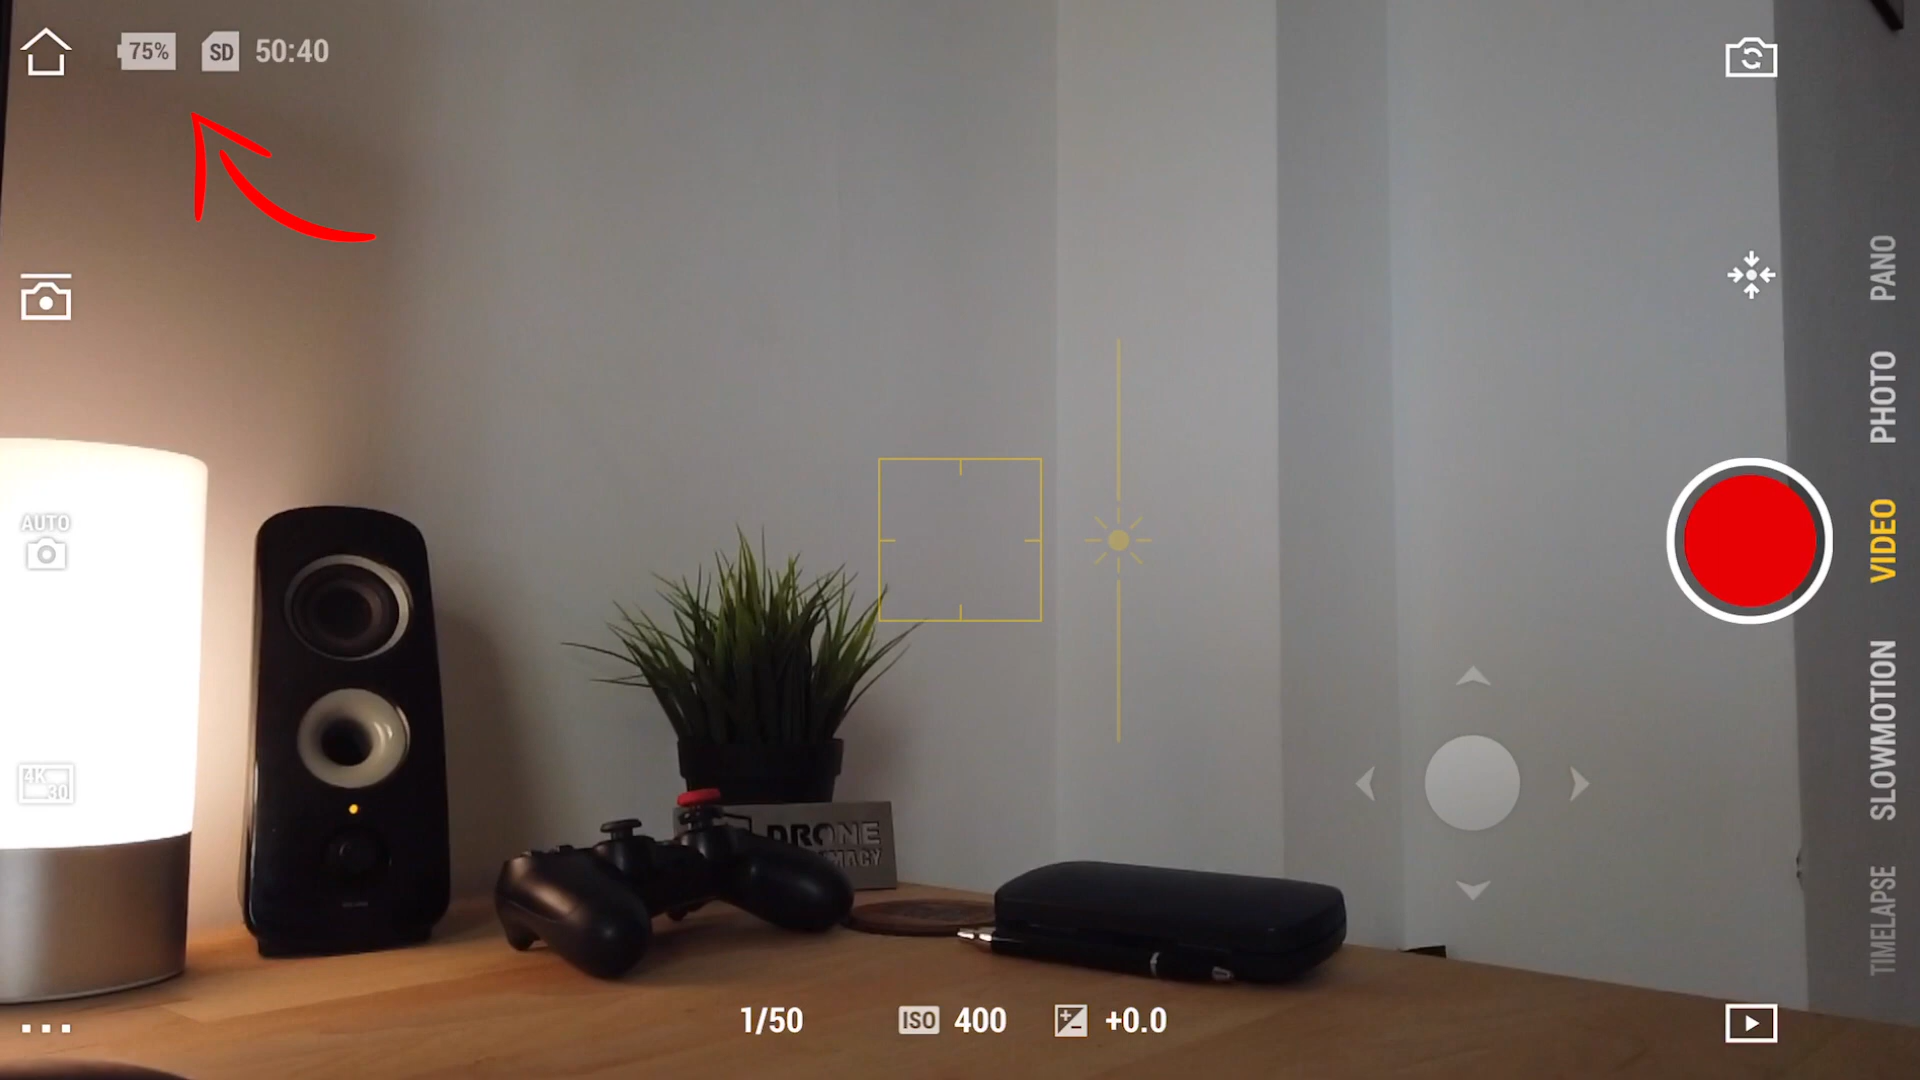 75% SD 50:40
PANO
PHOTO
VIDEO
SLOWMOTION
TIMELAPSE
AUTO
4K
30
DRONE
1/50 ISO 400 +0.0